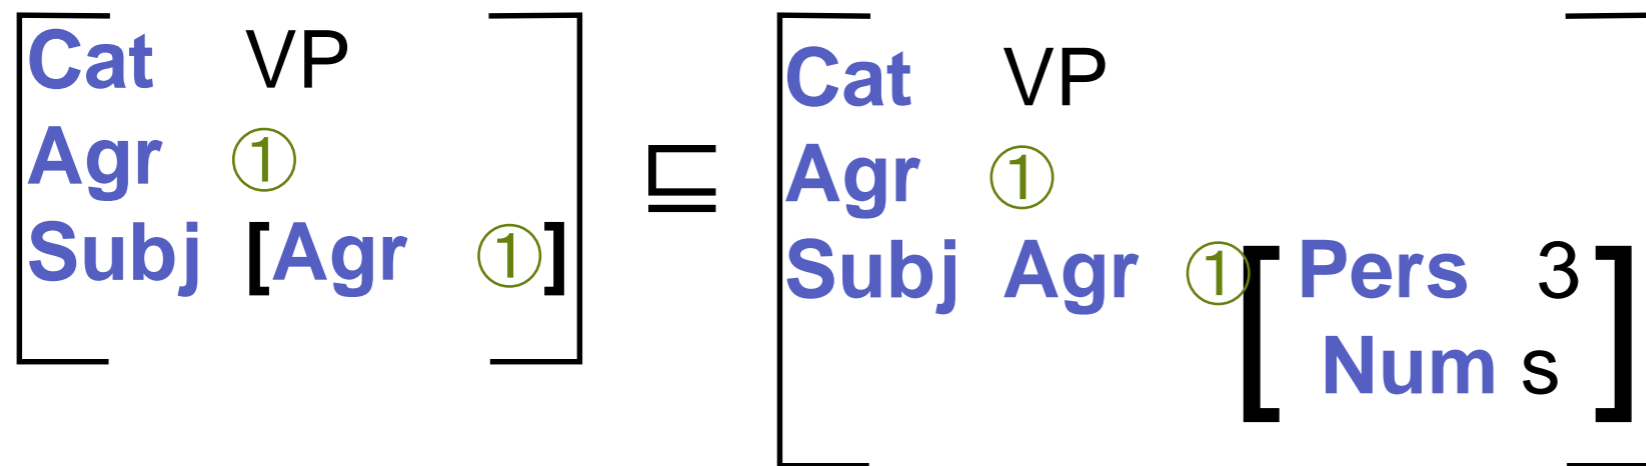 Cat VP
Agr ①
Subj [Agr ①]
⊑
Cat VP
Agr ①
Subj Agr ① [Pers 3
Num s]